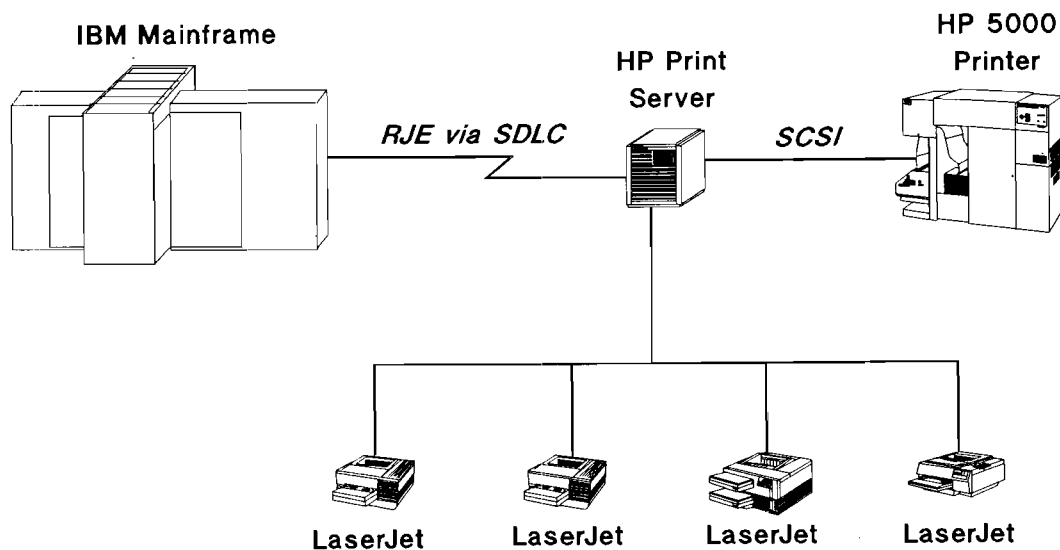 IBM Mainframe
HP Print
Server
HP 5000
Printer
RJE via SDLC
SCSI
LaserJet
LaserJet
LaserJet
LaserJet